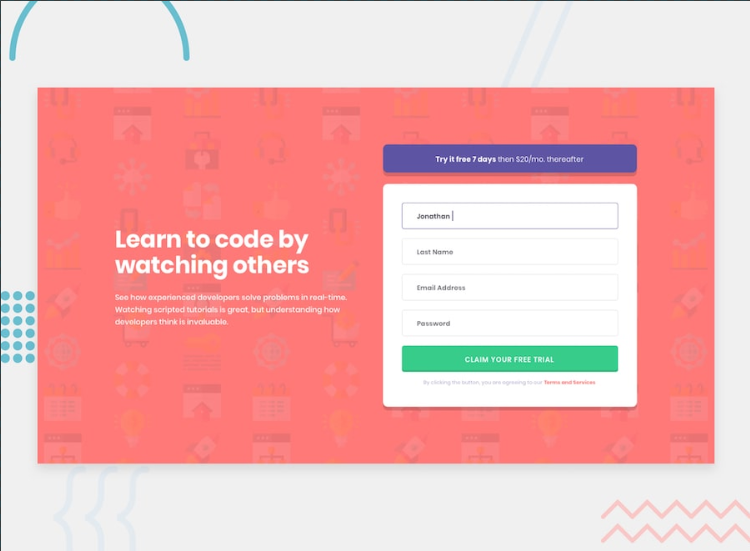 Learn to code by
watching others
See how experienced developers solve problems in real-time.
Watching scripted tutorials is great, but understanding how
developers think is invaluable.
Try it free 7 days then $20/mo. thereafter
Jonathan
Last Name
Email Address
Password
CLAIM YOUR FREE TRIAL
By clicking the button, you are agreeing to our Terms and Services